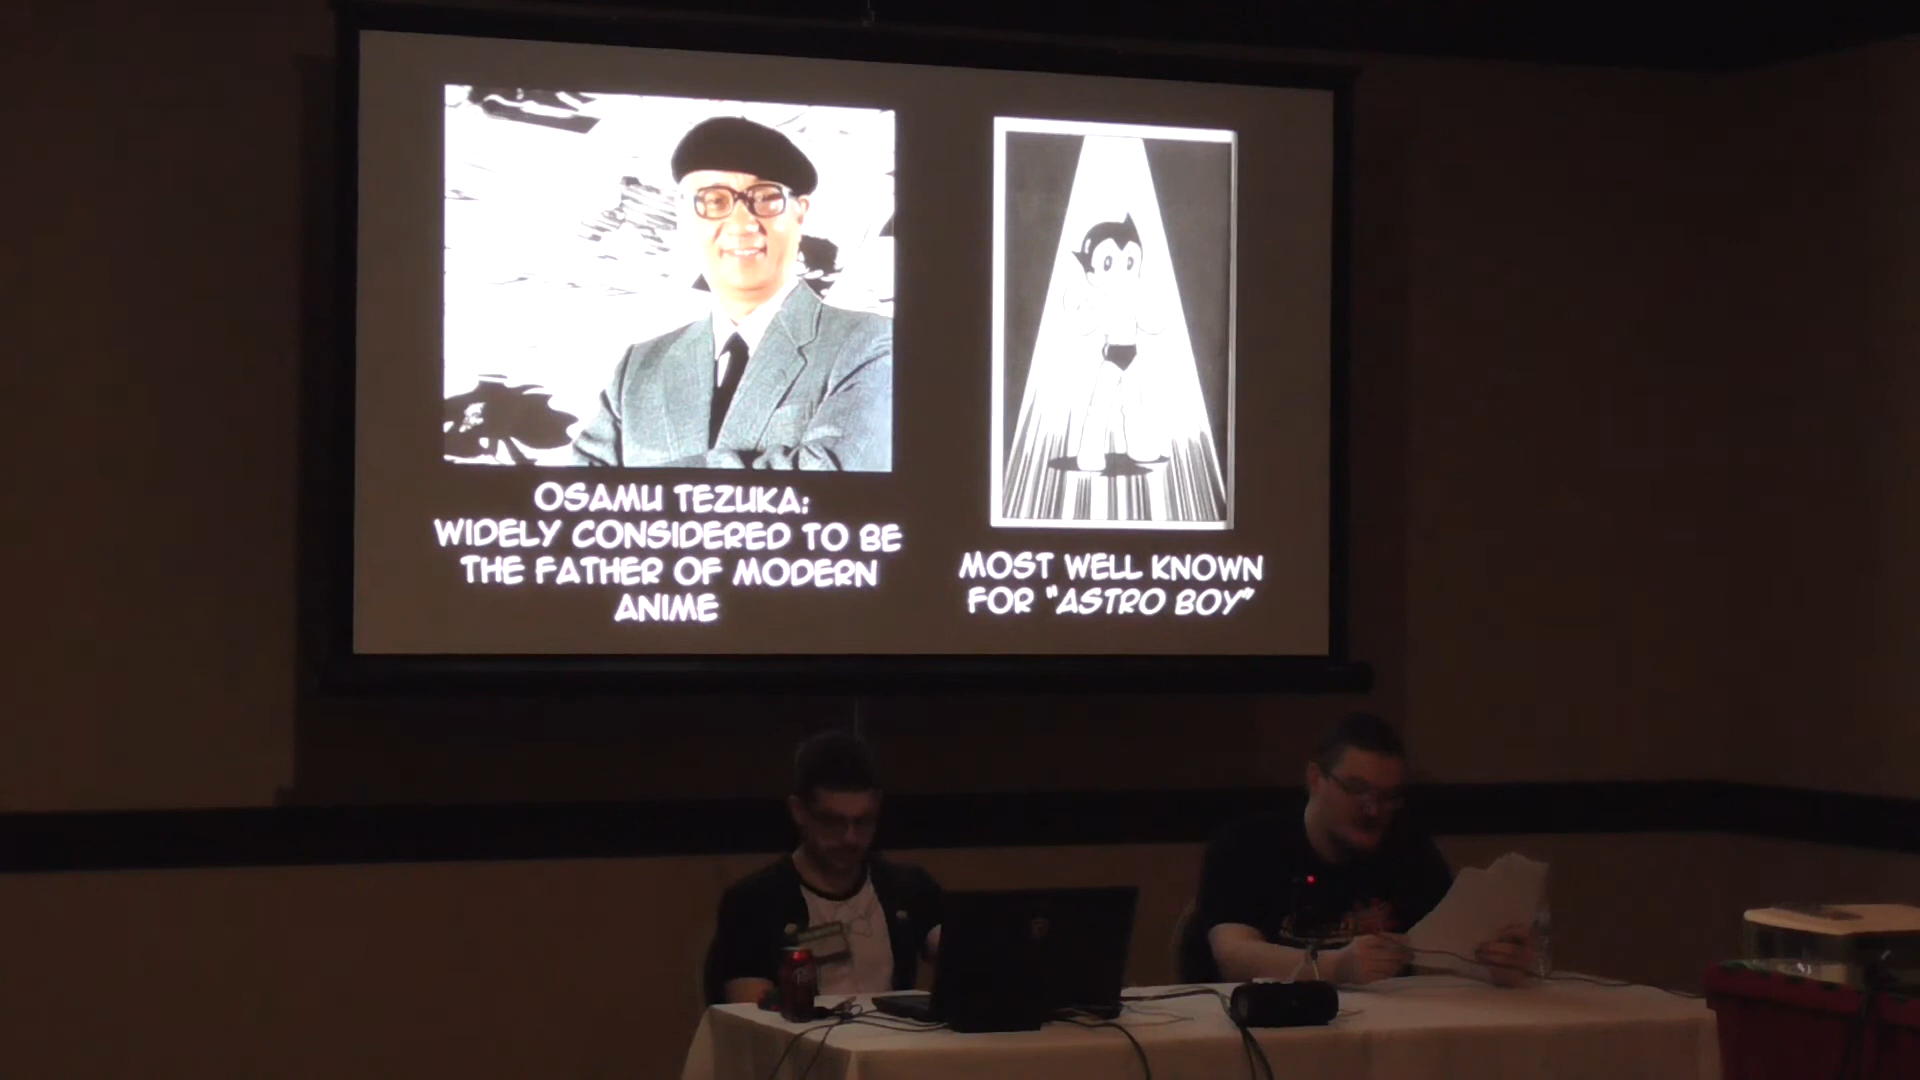 OSAMU TEZUKA:
WIDELY CONSIDERED TO BE
THE FATHER OF MODERN
ANIME
MOST WELL KNOWN
FOR "ASTRO BOY"